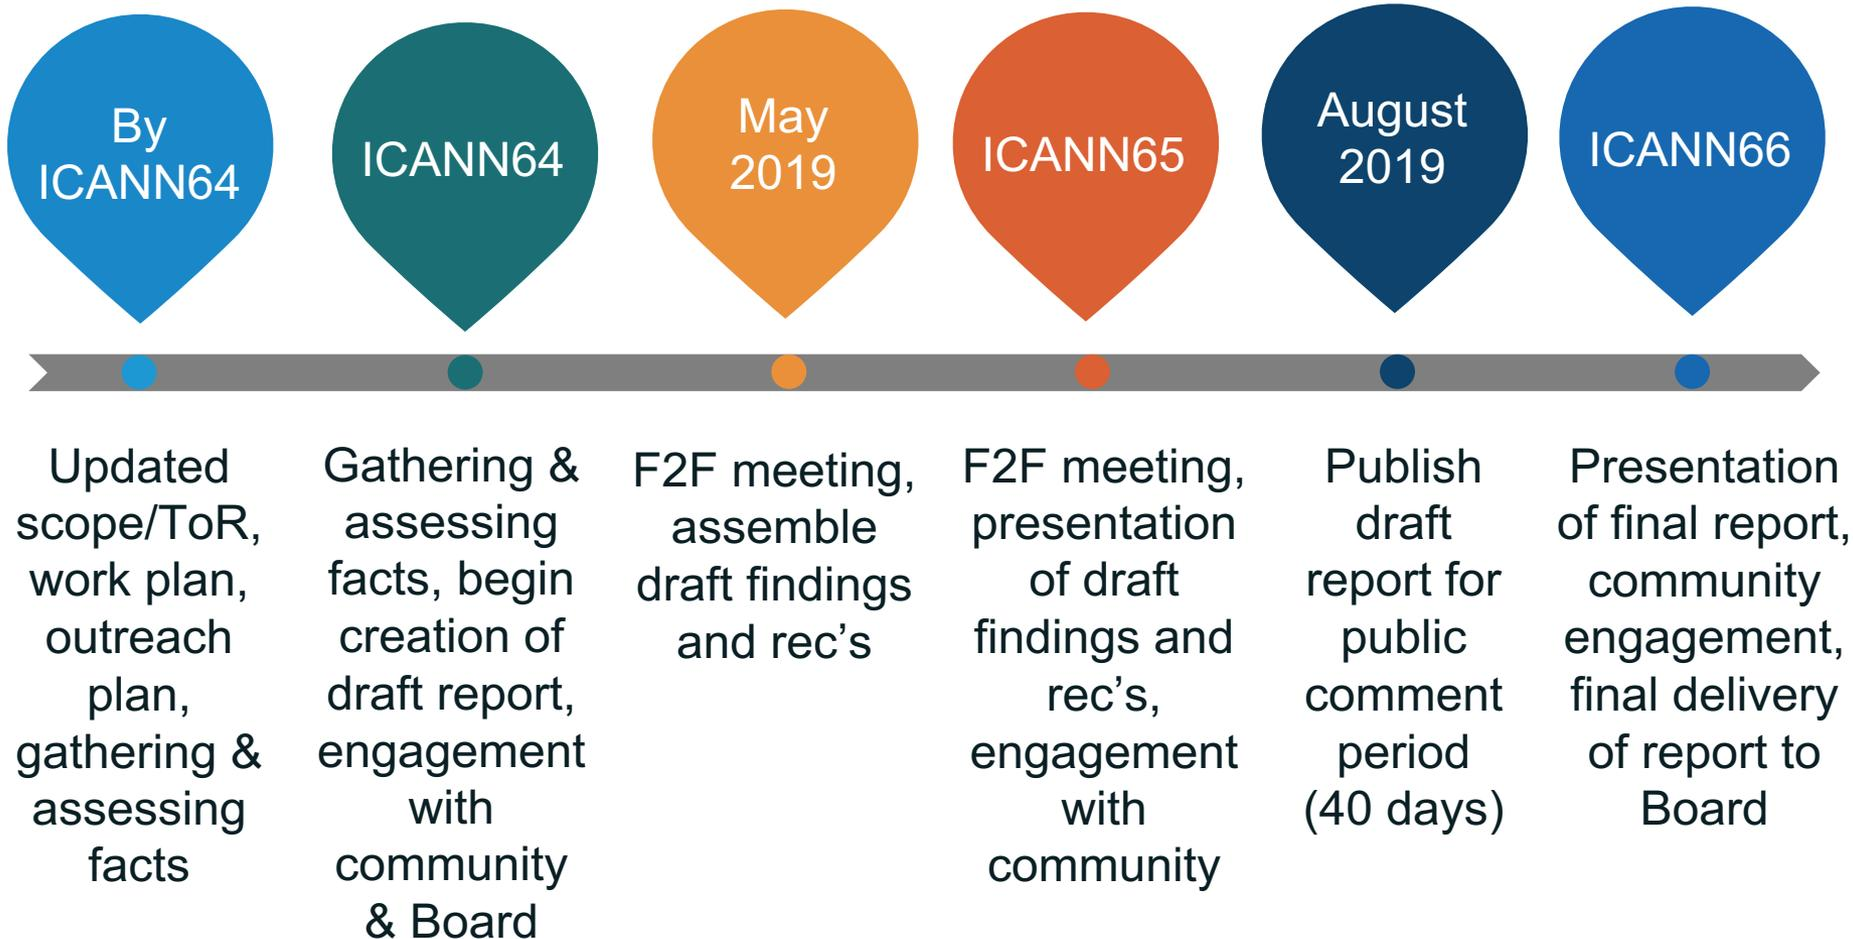 By
ICANN64
ICANN64
May
2019
ICANN65
August
2019
ICANN66
Updated
scope/ToR,
work plan,
outreach
plan,
gathering &
assessing
facts
Gathering &
assessing
facts, begin
creation of
draft report,
engagement
with
community
& Board
F2F meeting,
assemble
draft findings
and rec’s
F2F meeting,
presentation
of draft
findings and
rec’s,
engagement
with
community
Publish
draft
report for
public
comment
period
(40 days)
Presentation
of final report,
community
engagement,
final delivery
of report to
Board